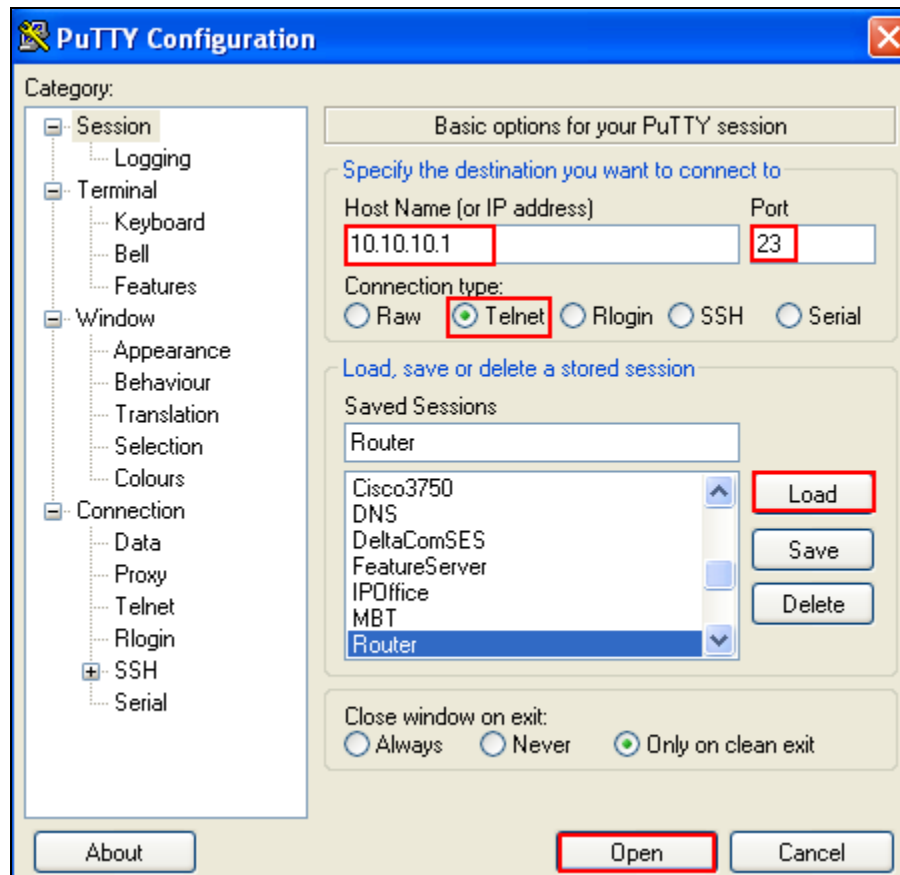 PuTTY Configuration
Category:
Session
Logging
Terminal
Keyboard
Bell
Features
Window
Appearance
Behaviour
Translation
Selection
Colours
Connection
Data
Proxy
Telnet
Rlogin
SSH
Serial
Basic options for your PuTTY session
Specify the destination you want to connect to
Host Name (or IP address) Port
10.10.10.1 23
Connection type:
Raw Telnet Rlogin SSH Serial
Load, save or delete a stored session
Saved Sessions
Router
Cisco3750
DNS
DeltaComSES
FeatureServer
IPOffice
MBT
Router
Load
Save
Delete
Close window on exit:
Always Never Only on clean exit
About Open Cancel